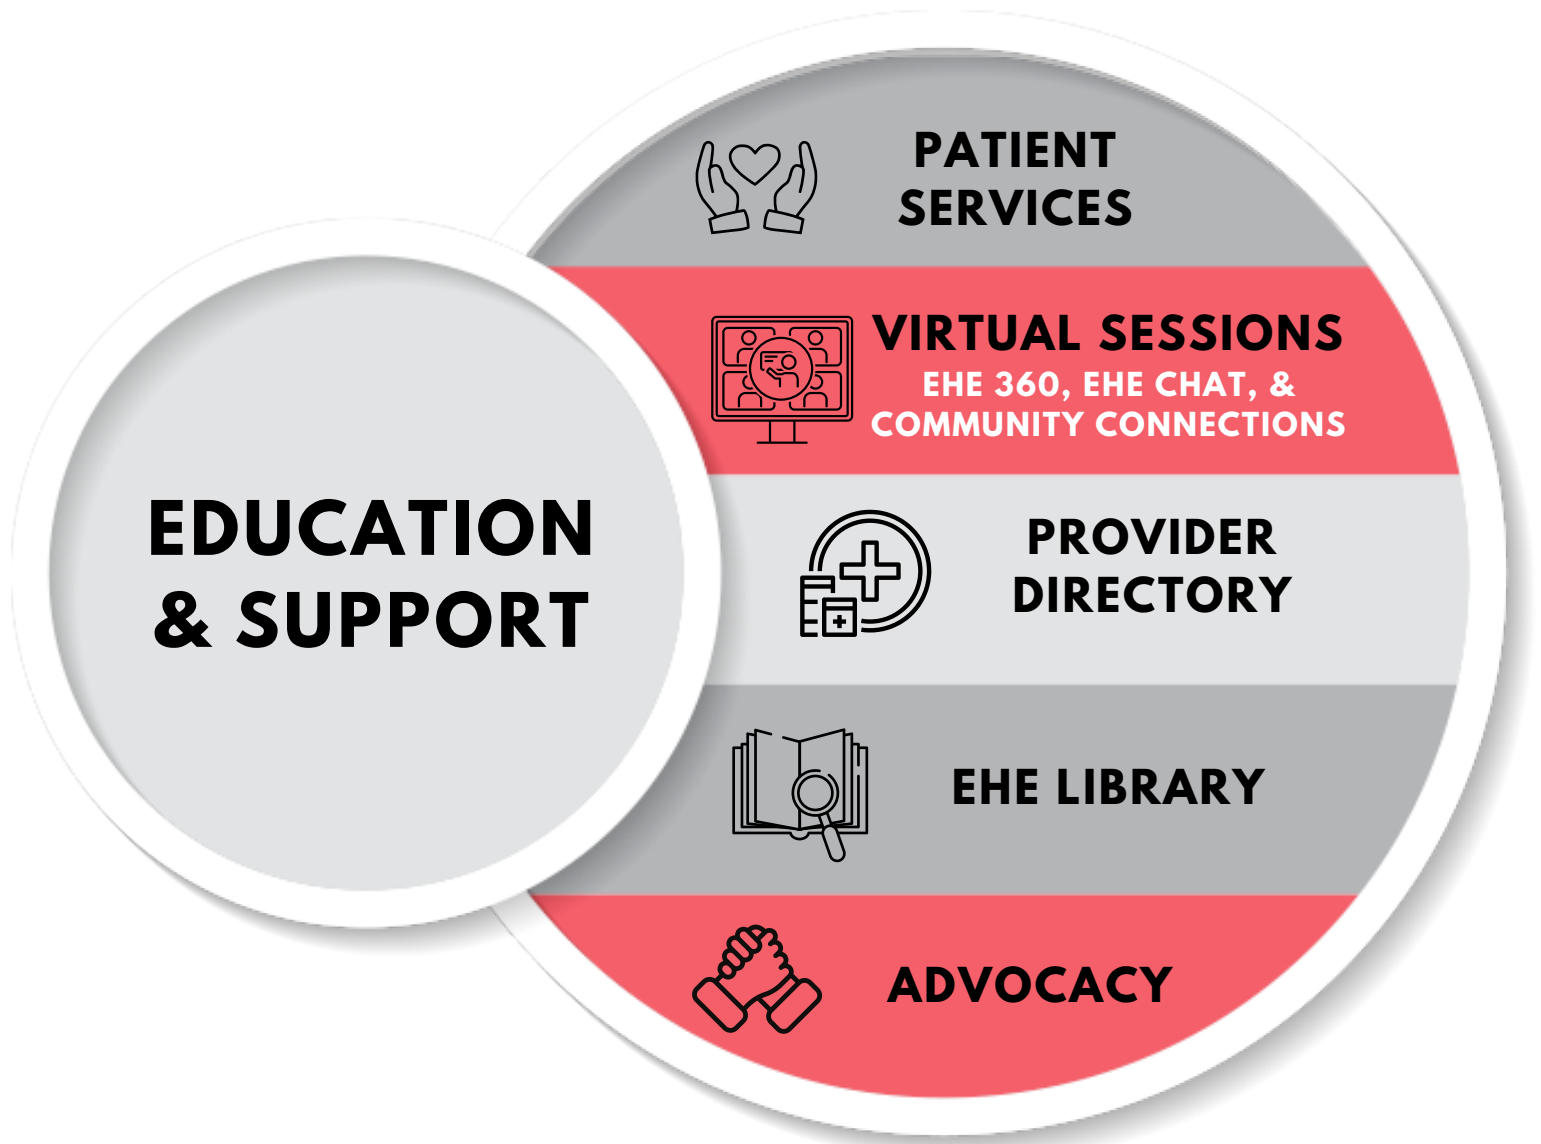 EDUCATION
& SUPPORT
PATIENT
SERVICES
VIRTUAL SESSIONS
EHE 360, EHE CHAT, &
COMMUNITY CONNECTIONS
PROVIDER
DIRECTORY
EHE LIBRARY
ADVOCACY